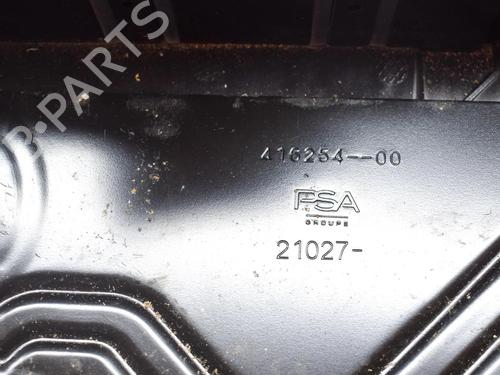 B-PARTS
416254--00
PSA
GROUPE
21027-